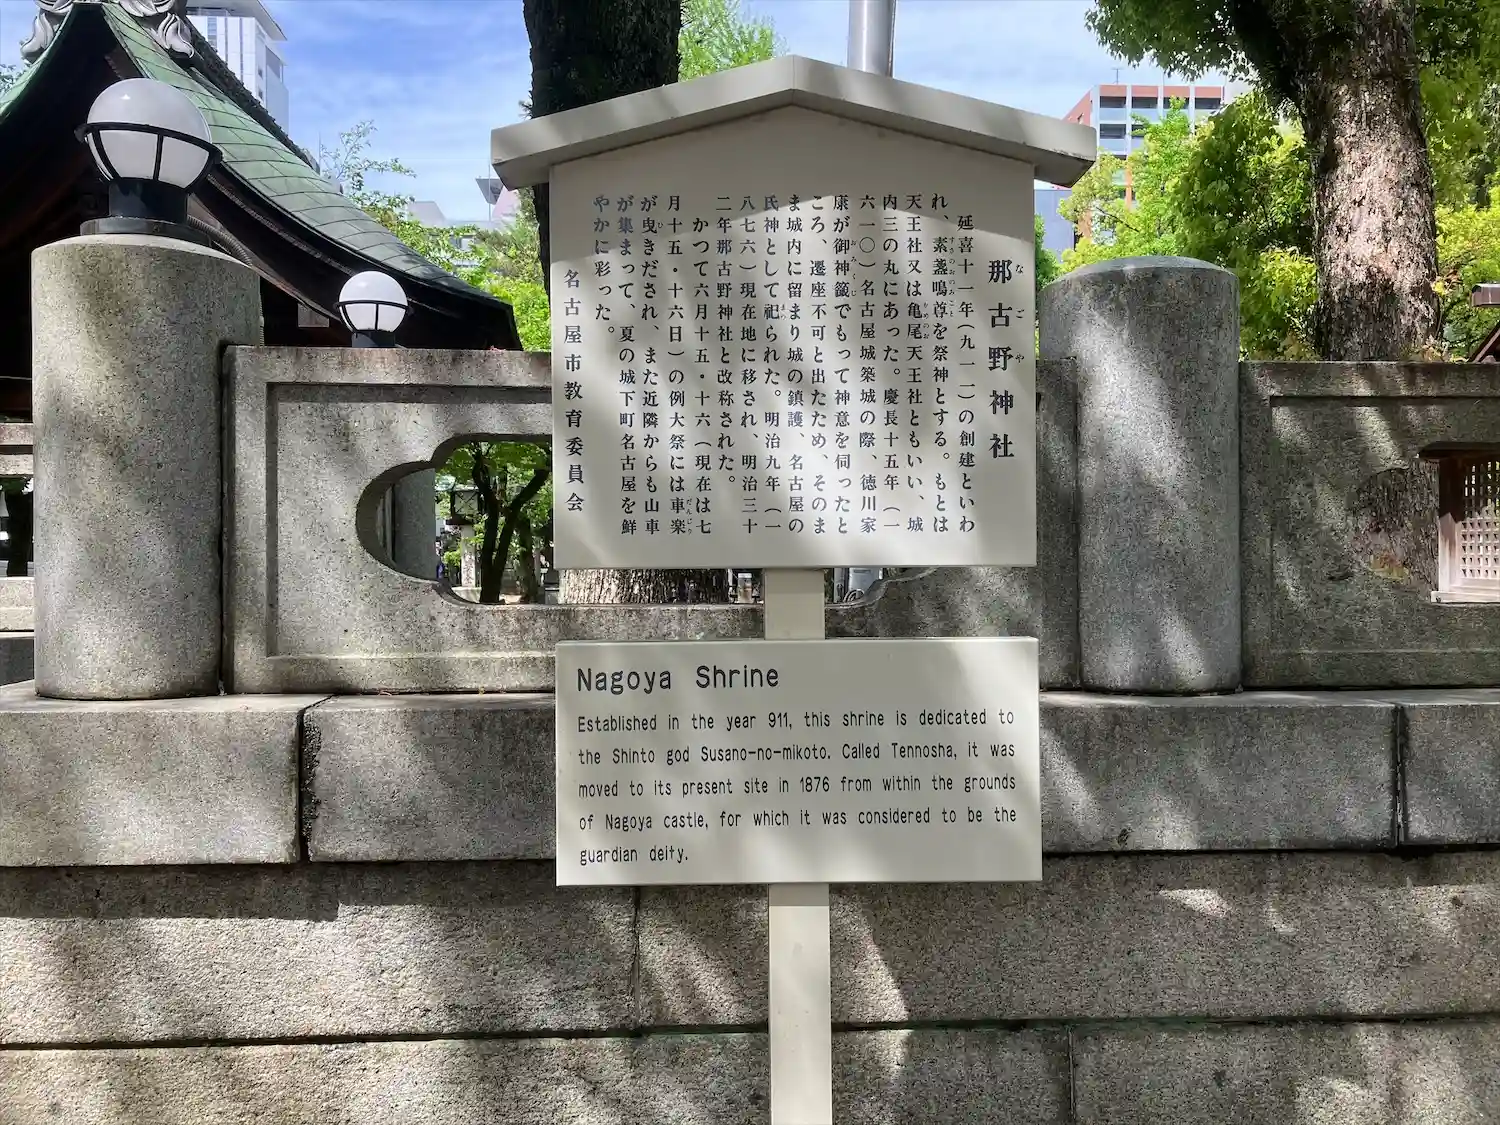 那古野神社
延喜十一年(九一一)の創建といわ
れ、素盞嗚尊を祭神とする。もとは
天王社又は亀尾天王社ともいい、城
内三の丸にあった。慶長十五年(一
六一〇)名古屋城築城の際、徳川家
康が御神籤でもって神意を伺ったと
ころ、遷座不可と出たため、そのま
ま城内に留まり城の鎮護、名古屋の
氏神として祀られた。明治九年(一
八七六)現在地に移され、明治三十
二年那古野神社と改称された。
かつて六月十五・十六(現在は七
月十五・十六日)の例大祭には車楽
が曳きだされ、また近隣からも山車
が集まって、夏の城下町名古屋を鮮
やかに彩った。
名古屋市教育委員会
Nagoya Shrine
Established in the year 911, this shrine is dedicated to
the Shinto god Susano-no-mikoto. Called Tennosha, it was
moved to its present site in 1876 from within the grounds
of Nagoya castle, for which it was considered to be the
guardian deity.